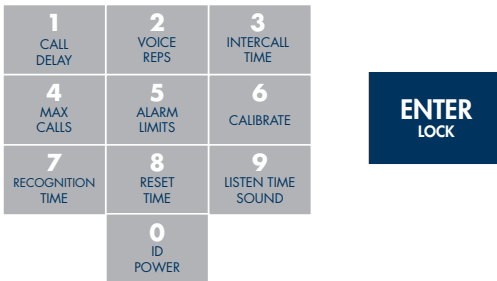 1
CALL
DELAY
2
VOICE
REPS
3
INTERCALL
TIME
4
MAX
CALLS
5
ALARM
LIMITS
6
CALIBRATE
ENTER
LOCK
7
RECOGNITION
TIME
8
RESET
TIME
9
LISTEN TIME
SOUND
0
ID
POWER